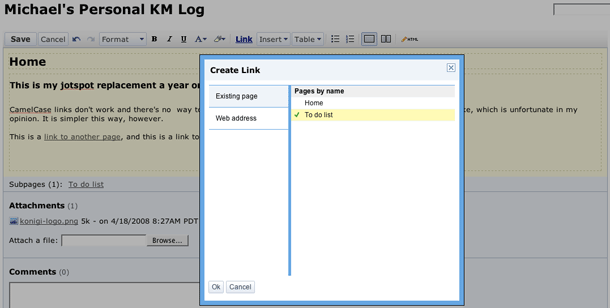 Michael's Personal KM Log
Save Cancel Format B I U A Link Insert Table HTML
Home
This is my jotspot replacement a year or
CamelCase links don't work and there's no way to
ce, which is unfortunate in my
opinion. It is simpler this way, however.
This is a link to another page, and this is a link to
Create Link
Existing page
Web address
Pages by name
Home
To do list
Ok Cancel
Subpages (1): To do list
Attachments (1)
konigi-logo.png 5k - on 4/18/2008 8:27AM PDT
Attach a file: Browse...
Comments (0)